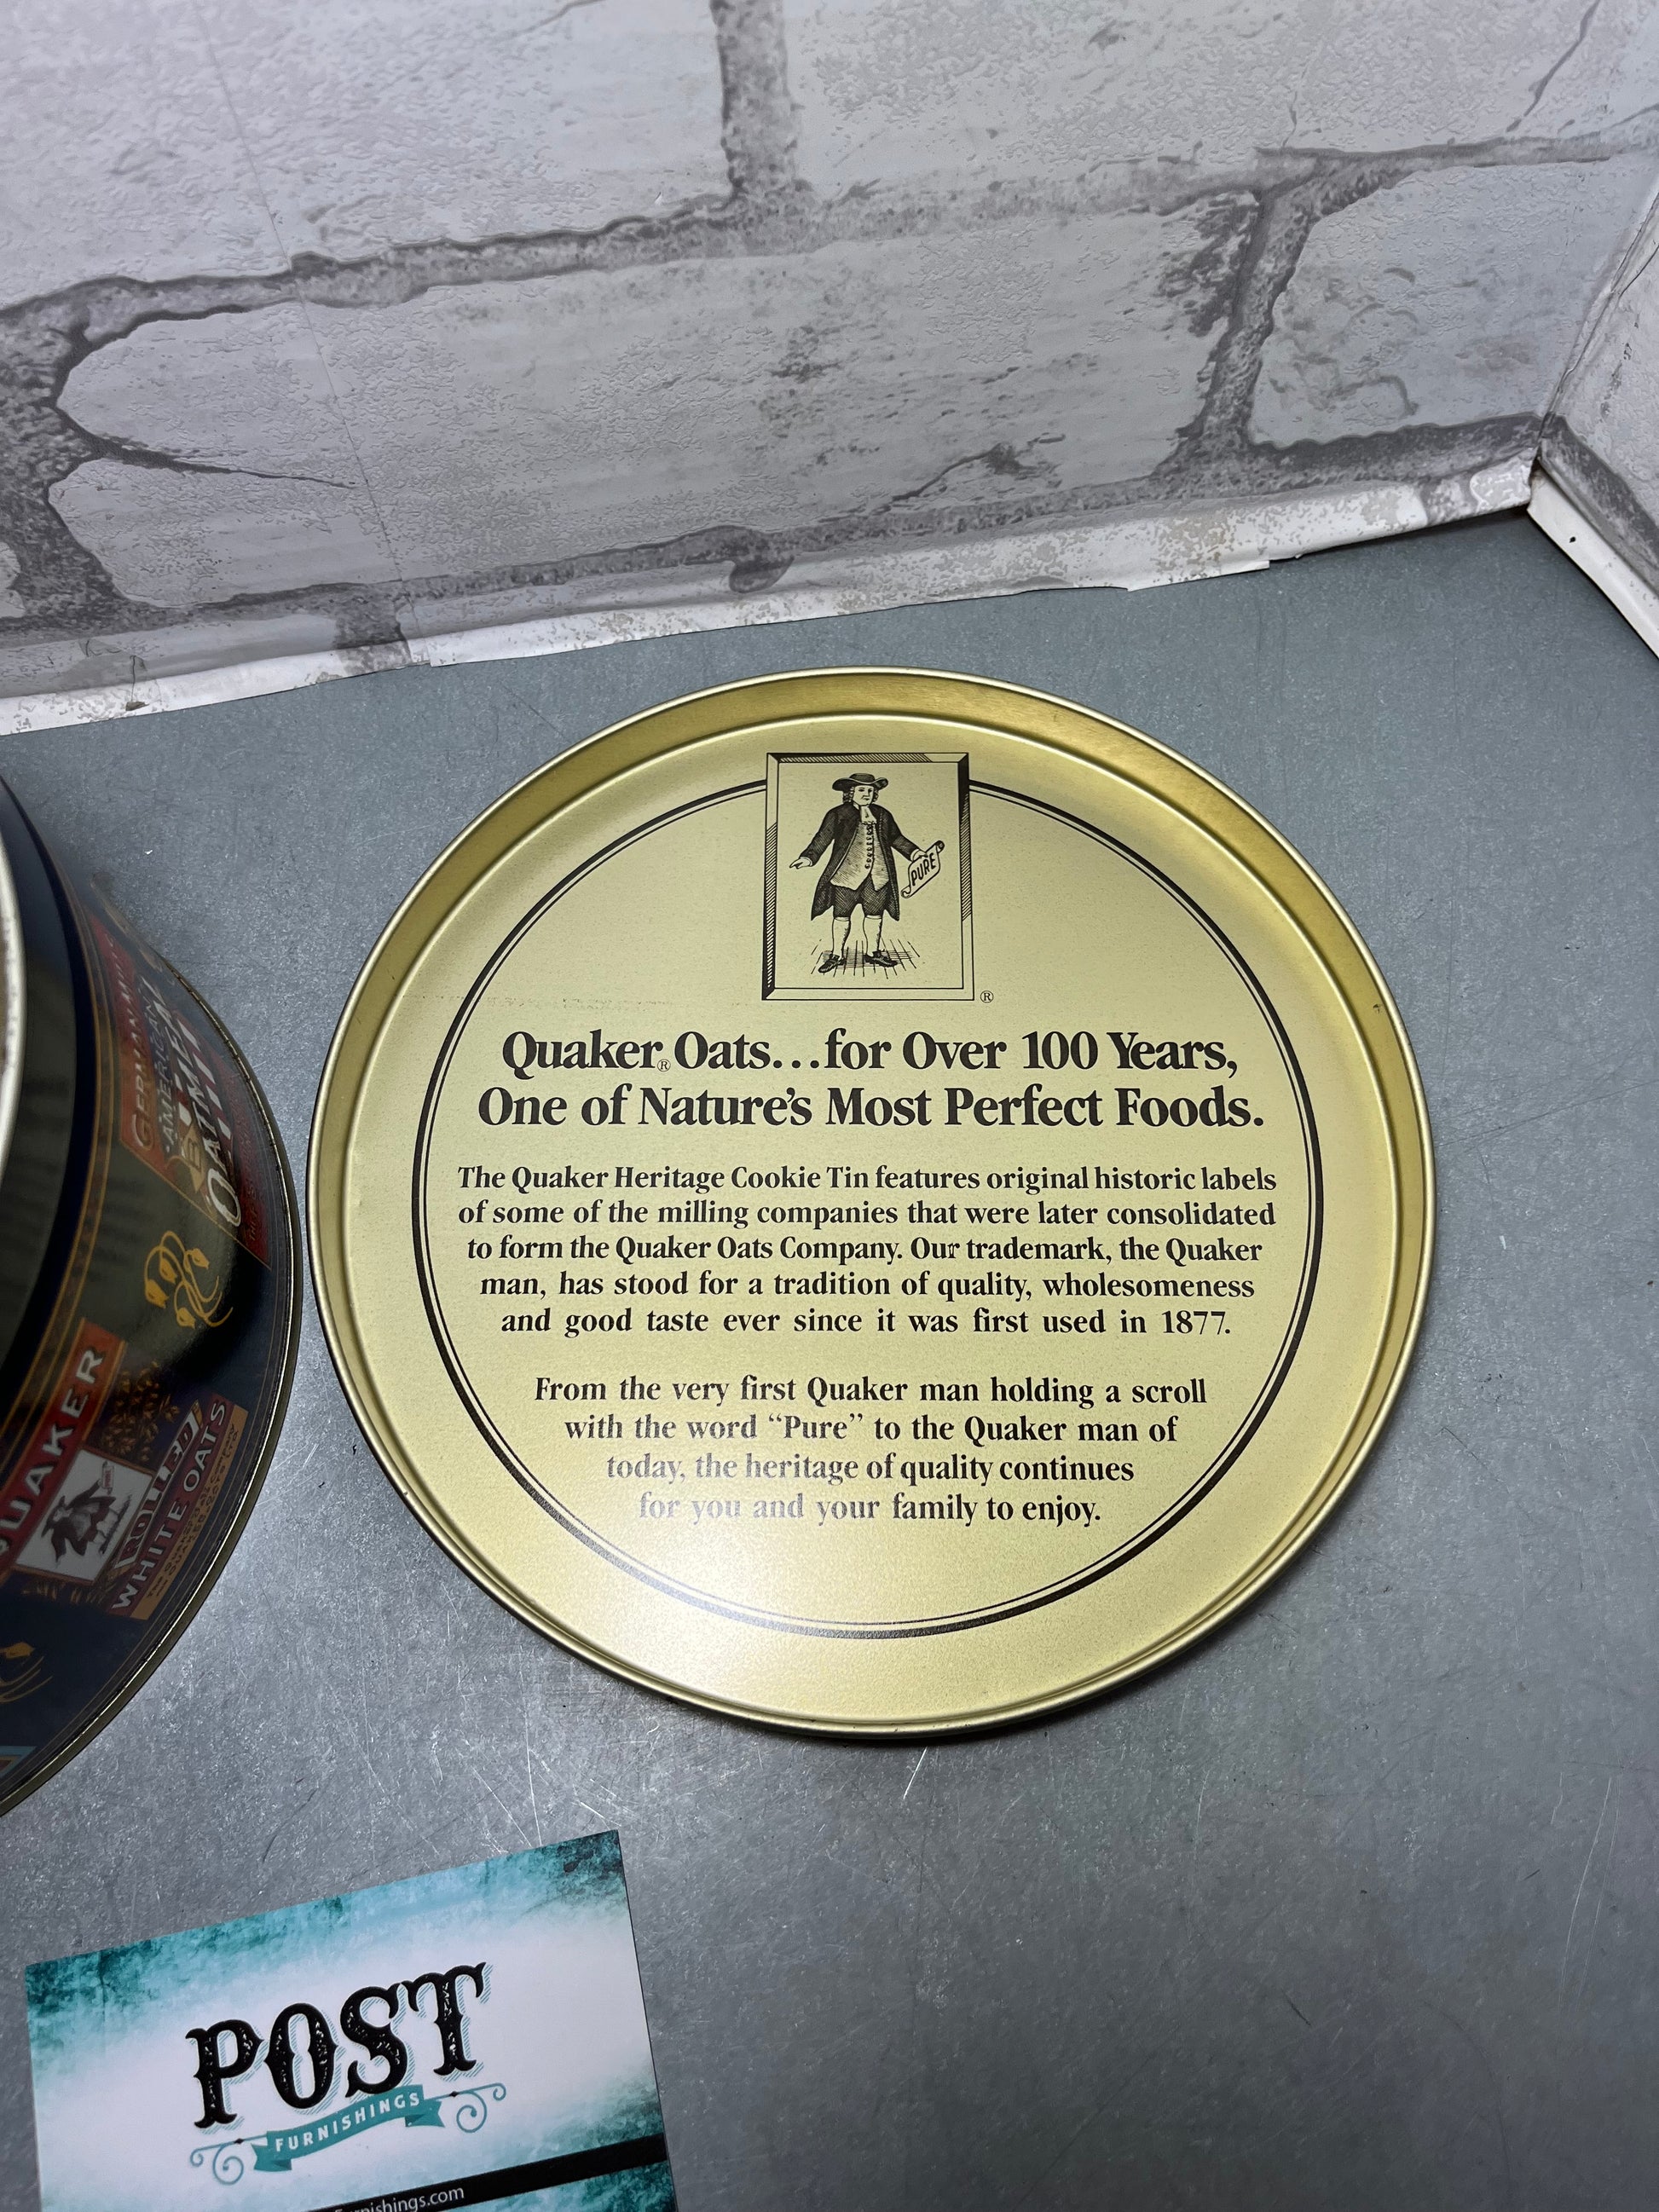 PURE
®
Quaker® Oats...for Over 100 Years,
One of Nature's Most Perfect Foods.
The Quaker Heritage Cookie Tin features original historic labels
of some of the milling companies that were later consolidated
to form the Quaker Oats Company. Our trademark, the Quaker
man, has stood for a tradition of quality, wholesomeness
and good taste ever since it was first used in 1877.
From the very first Quaker man holding a scroll
with the word “Pure” to the Quaker man of
today, the heritage of quality continues
for you and your family to enjoy.
AMERICAN
QUAKER
ROLLED
WHITE OATS
POST
FURNISHINGS